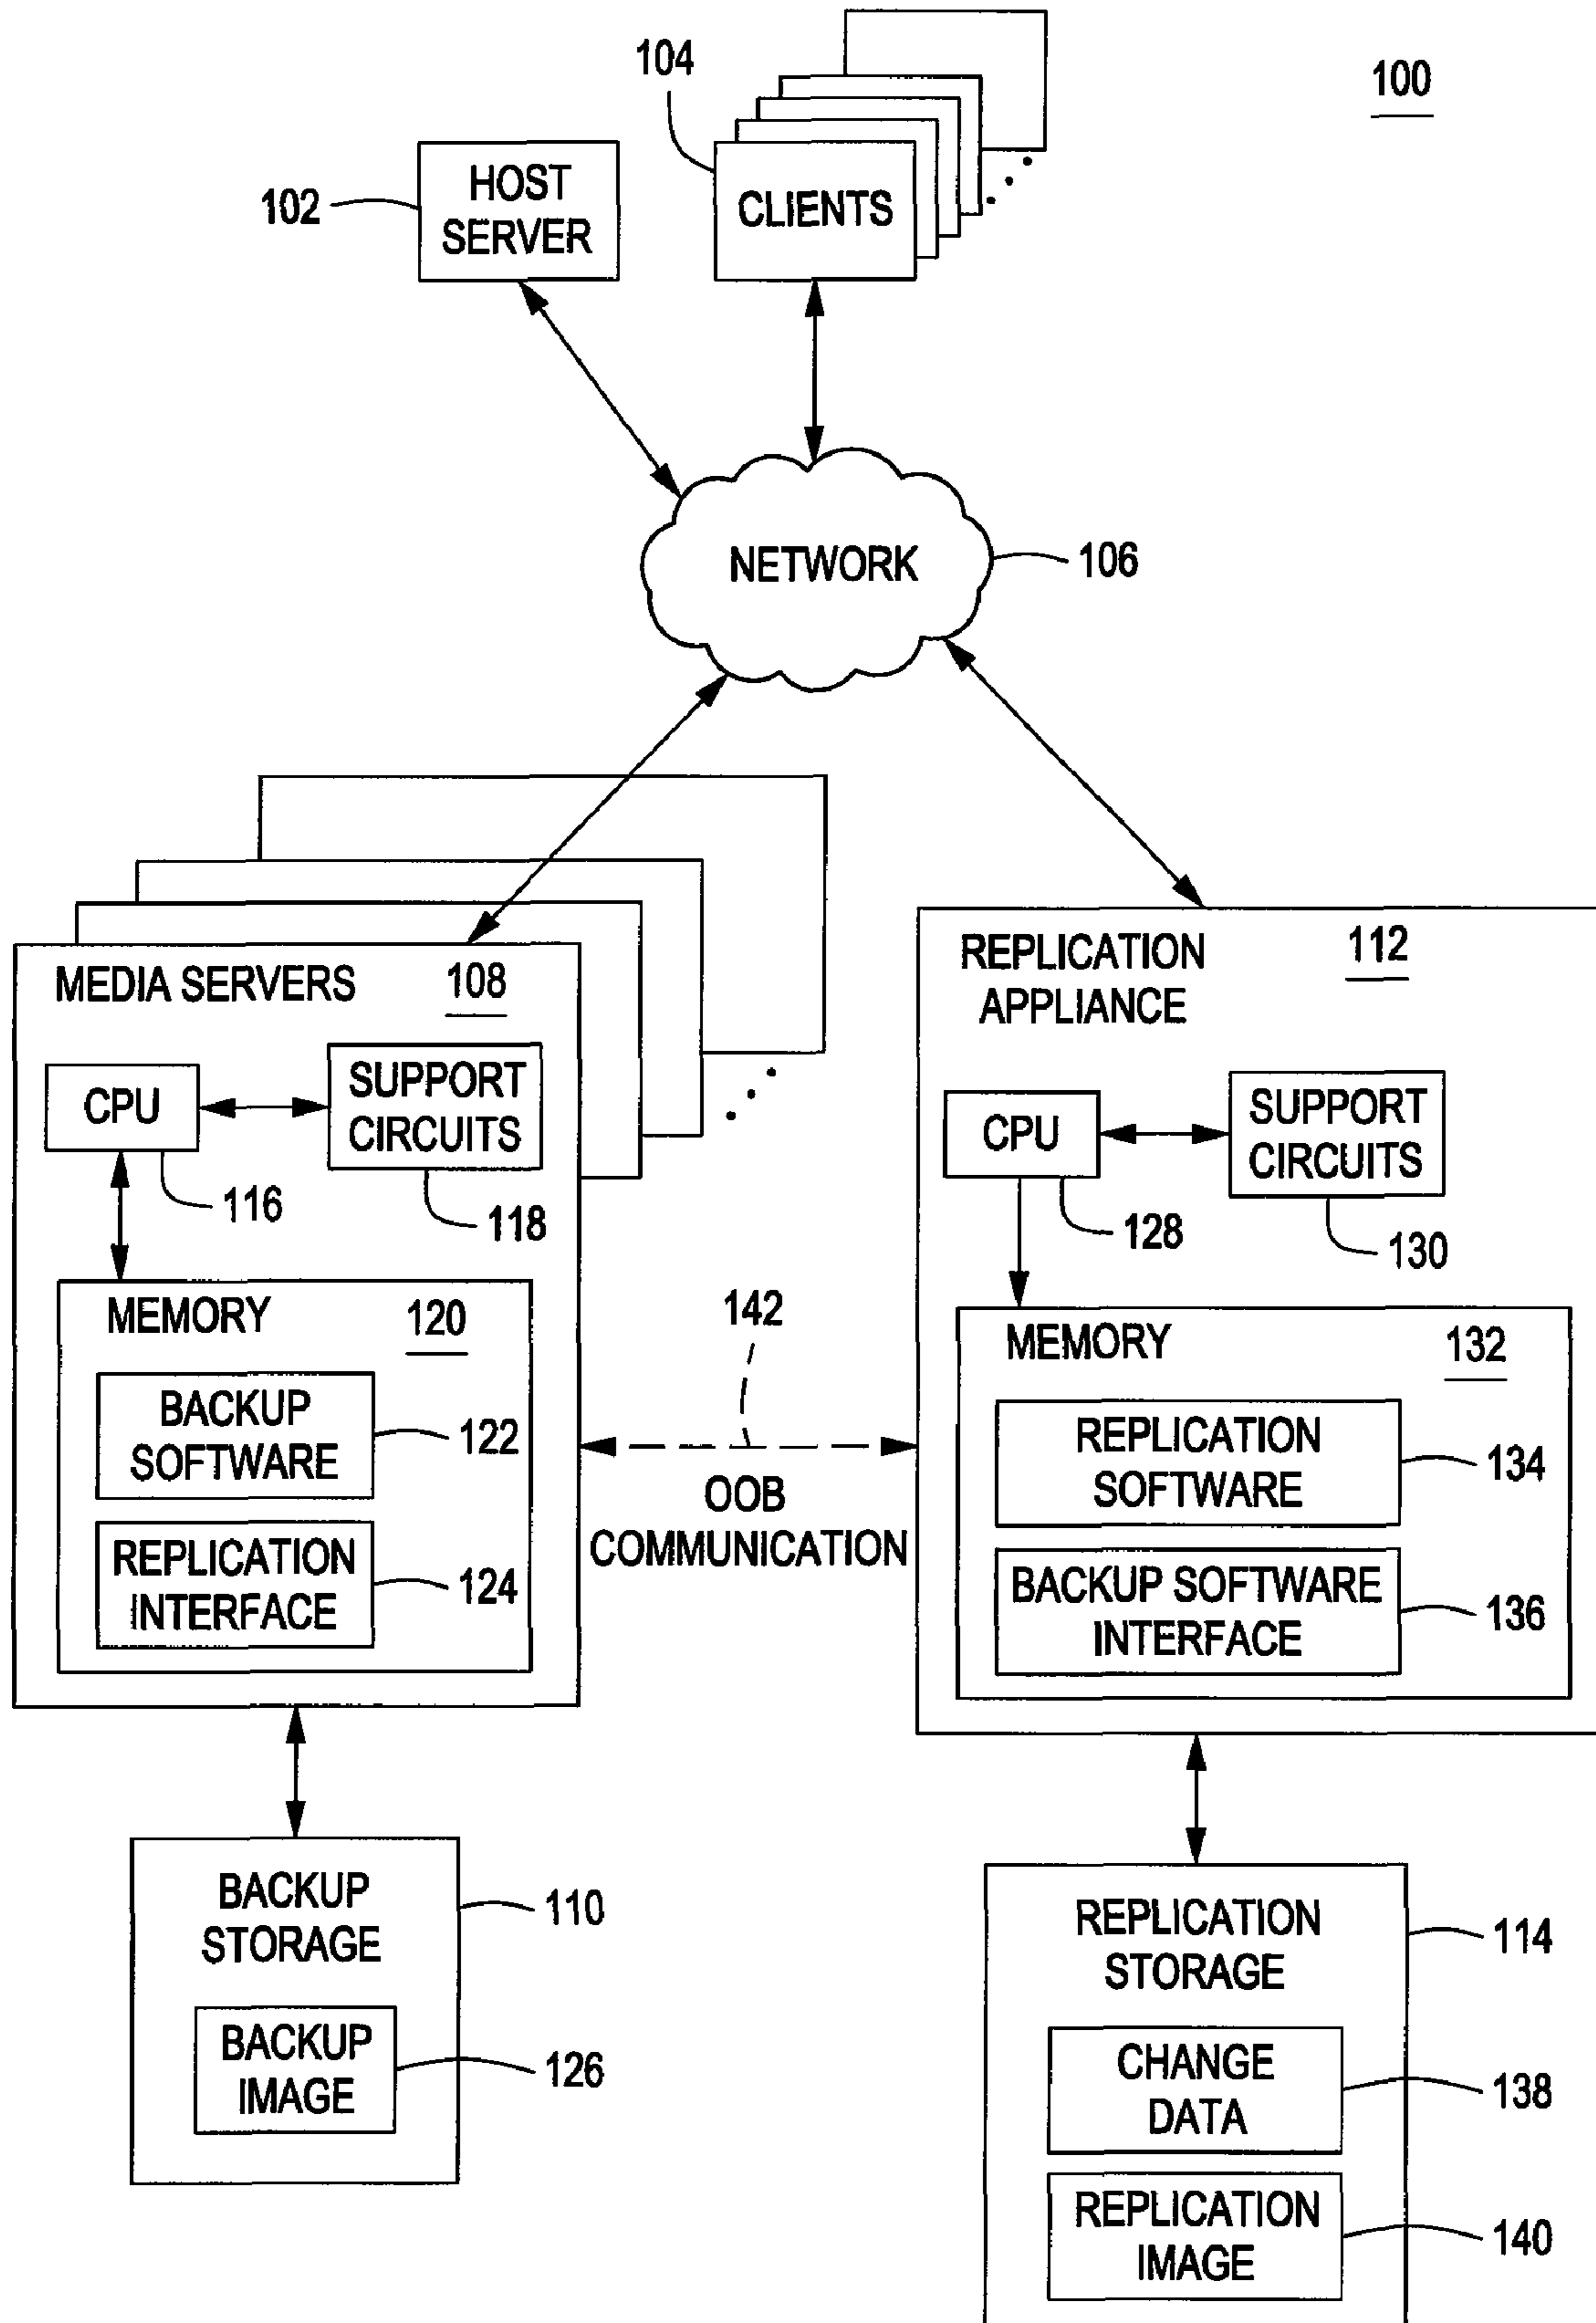 100
104
HOST
SERVER
102
CLIENTS
NETWORK
106
MEDIA SERVERS
108
CPU
SUPPORT
CIRCUITS
116
118
MEMORY
120
BACKUP
SOFTWARE
122
REPLICATION
INTERFACE
124
142
OOB
COMMUNICATION
REPLICATION
APPLIANCE
112
CPU
SUPPORT
CIRCUITS
128
130
MEMORY
132
REPLICATION
SOFTWARE
134
BACKUP SOFTWARE
INTERFACE
136
BACKUP
STORAGE
110
BACKUP
IMAGE
126
REPLICATION
STORAGE
114
CHANGE
DATA
138
REPLICATION
IMAGE
140